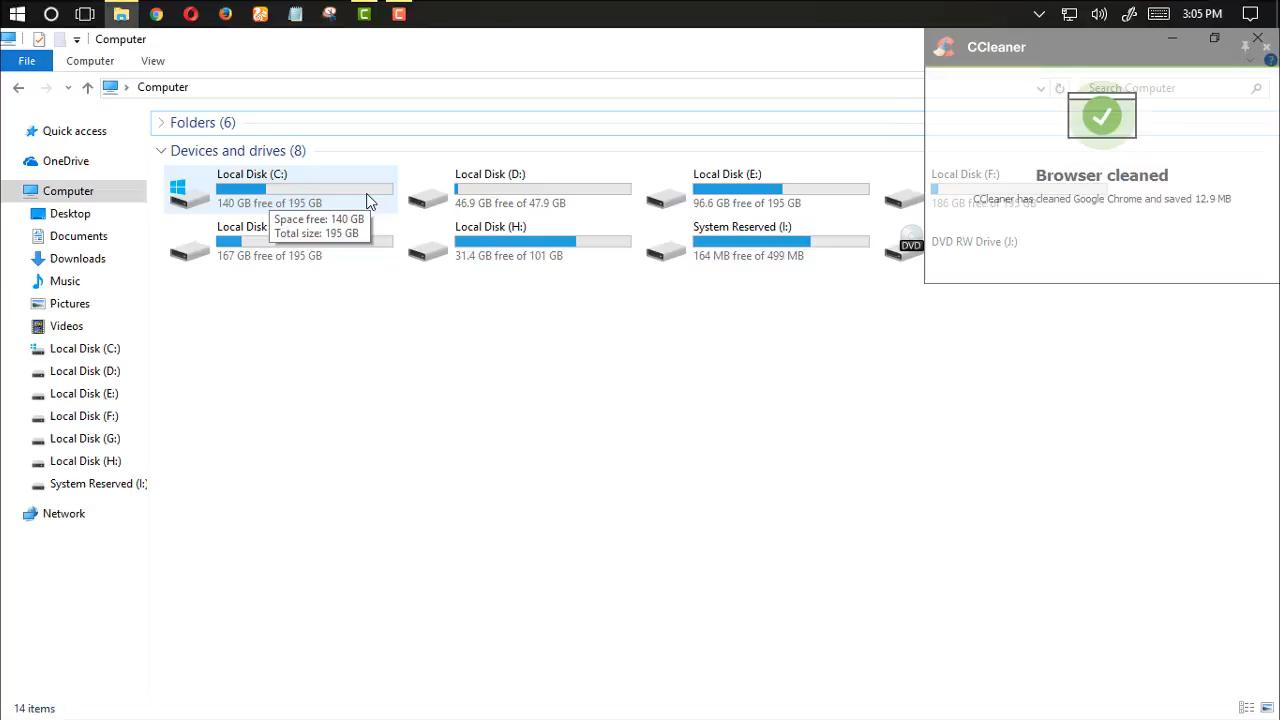 3:05 PM
Computer
File
Computer
View
Computer
Search Computer
CCleaner
Browser cleaned
CCleaner has cleaned Google Chrome and saved 12.9 MB
Quick access
OneDrive
Computer
Desktop
Documents
Downloads
Music
Pictures
Videos
Local Disk (C:)
Local Disk (D:)
Local Disk (E:)
Local Disk (F:)
Local Disk (G:)
Local Disk (H:)
System Reserved (I:)
Network
Folders (6)
Devices and drives (8)
Local Disk (C:)
140 GB free of 195 GB
Space free: 140 GB
Total size: 195 GB
Local Disk (D:)
46.9 GB free of 47.9 GB
Local Disk (E:)
96.6 GB free of 195 GB
Local Disk (F:)
186 GB free of 195 GB
Local Disk
167 GB free of 195 GB
Local Disk (H:)
31.4 GB free of 101 GB
System Reserved (I:)
164 MB free of 499 MB
DVD
DVD RW Drive (J:)
14 items